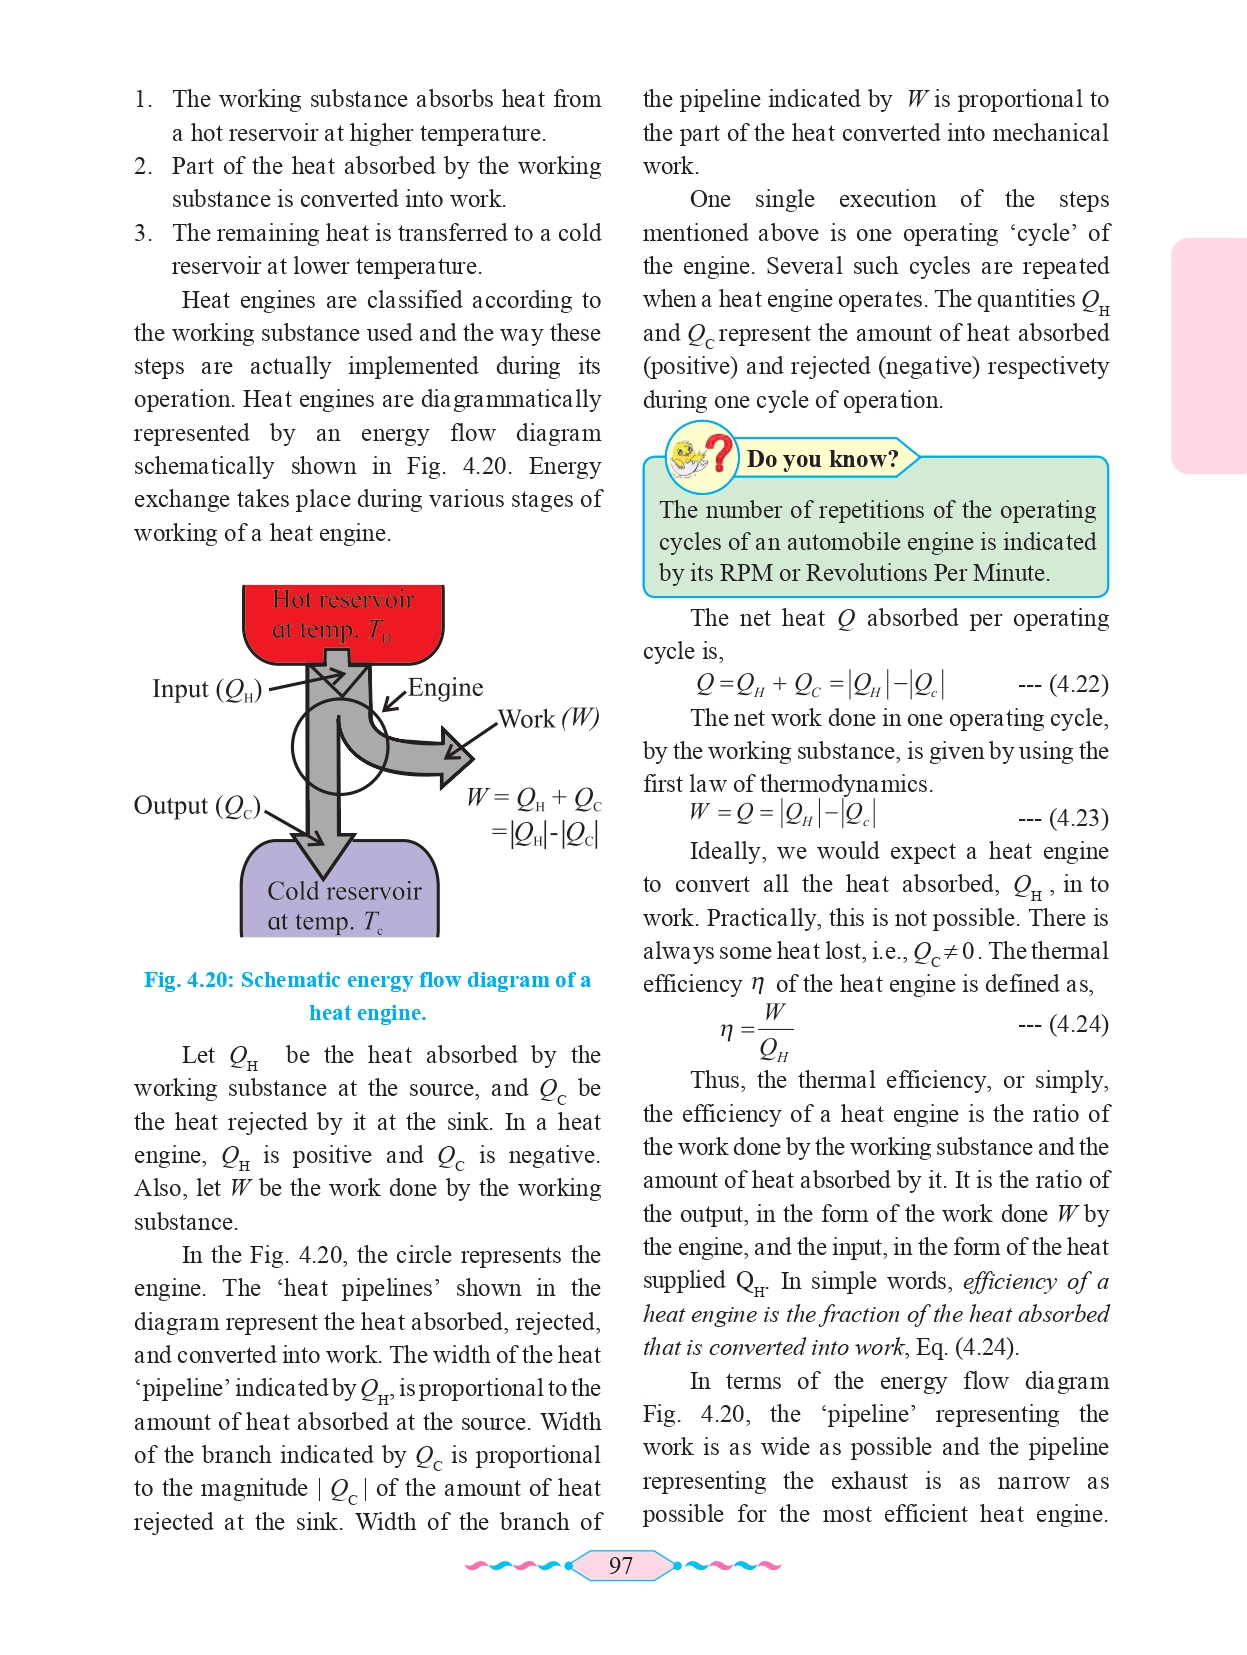 1. The working substance absorbs heat from
a hot reservoir at higher temperature.
2. Part of the heat absorbed by the working
substance is converted into work.
3. The remaining heat is transferred to a cold
reservoir at lower temperature.
Heat engines are classified according to
the working substance used and the way these
steps are actually implemented during its
operation. Heat engines are diagrammatically
represented by an energy flow diagram
schematically shown in Fig. 4.20. Energy
exchange takes place during various stages of
working of a heat engine.
Hot reservoir
at temp. T_H
Input (Q_H)
Engine
Work (W)
Output (Q_C)
W = Q_H + Q_C
=|Q_H|-|Q_C|
Cold reservoir
at temp. T_c
Fig. 4.20: Schematic energy flow diagram of a
heat engine.
Let Q_H be the heat absorbed by the
working substance at the source, and Q_C be
the heat rejected by it at the sink. In a heat
engine, Q_H is positive and Q_C is negative.
Also, let W be the work done by the working
substance.
In the Fig. 4.20, the circle represents the
engine. The ‘heat pipelines’ shown in the
diagram represent the heat absorbed, rejected,
and converted into work. The width of the heat
‘pipeline’ indicated by Q_H, is proportional to the
amount of heat absorbed at the source. Width
of the branch indicated by Q_C is proportional
to the magnitude | Q_C | of the amount of heat
rejected at the sink. Width of the branch of
the pipeline indicated by W is proportional to
the part of the heat converted into mechanical
work.
One single execution of the steps
mentioned above is one operating ‘cycle’ of
the engine. Several such cycles are repeated
when a heat engine operates. The quantities Q_H
and Q_C represent the amount of heat absorbed
(positive) and rejected (negative) respectivety
during one cycle of operation.
? Do you know?
The number of repetitions of the operating
cycles of an automobile engine is indicated
by its RPM or Revolutions Per Minute.
The net heat Q absorbed per operating
cycle is,
Q = Q_H + Q_C = |Q_H| − |Q_c| --- (4.22)
The net work done in one operating cycle,
by the working substance, is given by using the
first law of thermodynamics.
W = Q = |Q_H| − |Q_c| --- (4.23)
Ideally, we would expect a heat engine
to convert all the heat absorbed, Q_H , in to
work. Practically, this is not possible. There is
always some heat lost, i.e., Q_C ≠ 0 . The thermal
efficiency η of the heat engine is defined as,
η = W / Q_H --- (4.24)
Thus, the thermal efficiency, or simply,
the efficiency of a heat engine is the ratio of
the work done by the working substance and the
amount of heat absorbed by it. It is the ratio of
the output, in the form of the work done W by
the engine, and the input, in the form of the heat
supplied Q_H. In simple words, efficiency of a
heat engine is the fraction of the heat absorbed
that is converted into work, Eq. (4.24).
In terms of the energy flow diagram
Fig. 4.20, the ‘pipeline’ representing the
work is as wide as possible and the pipeline
representing the exhaust is as narrow as
possible for the most efficient heat engine.
97